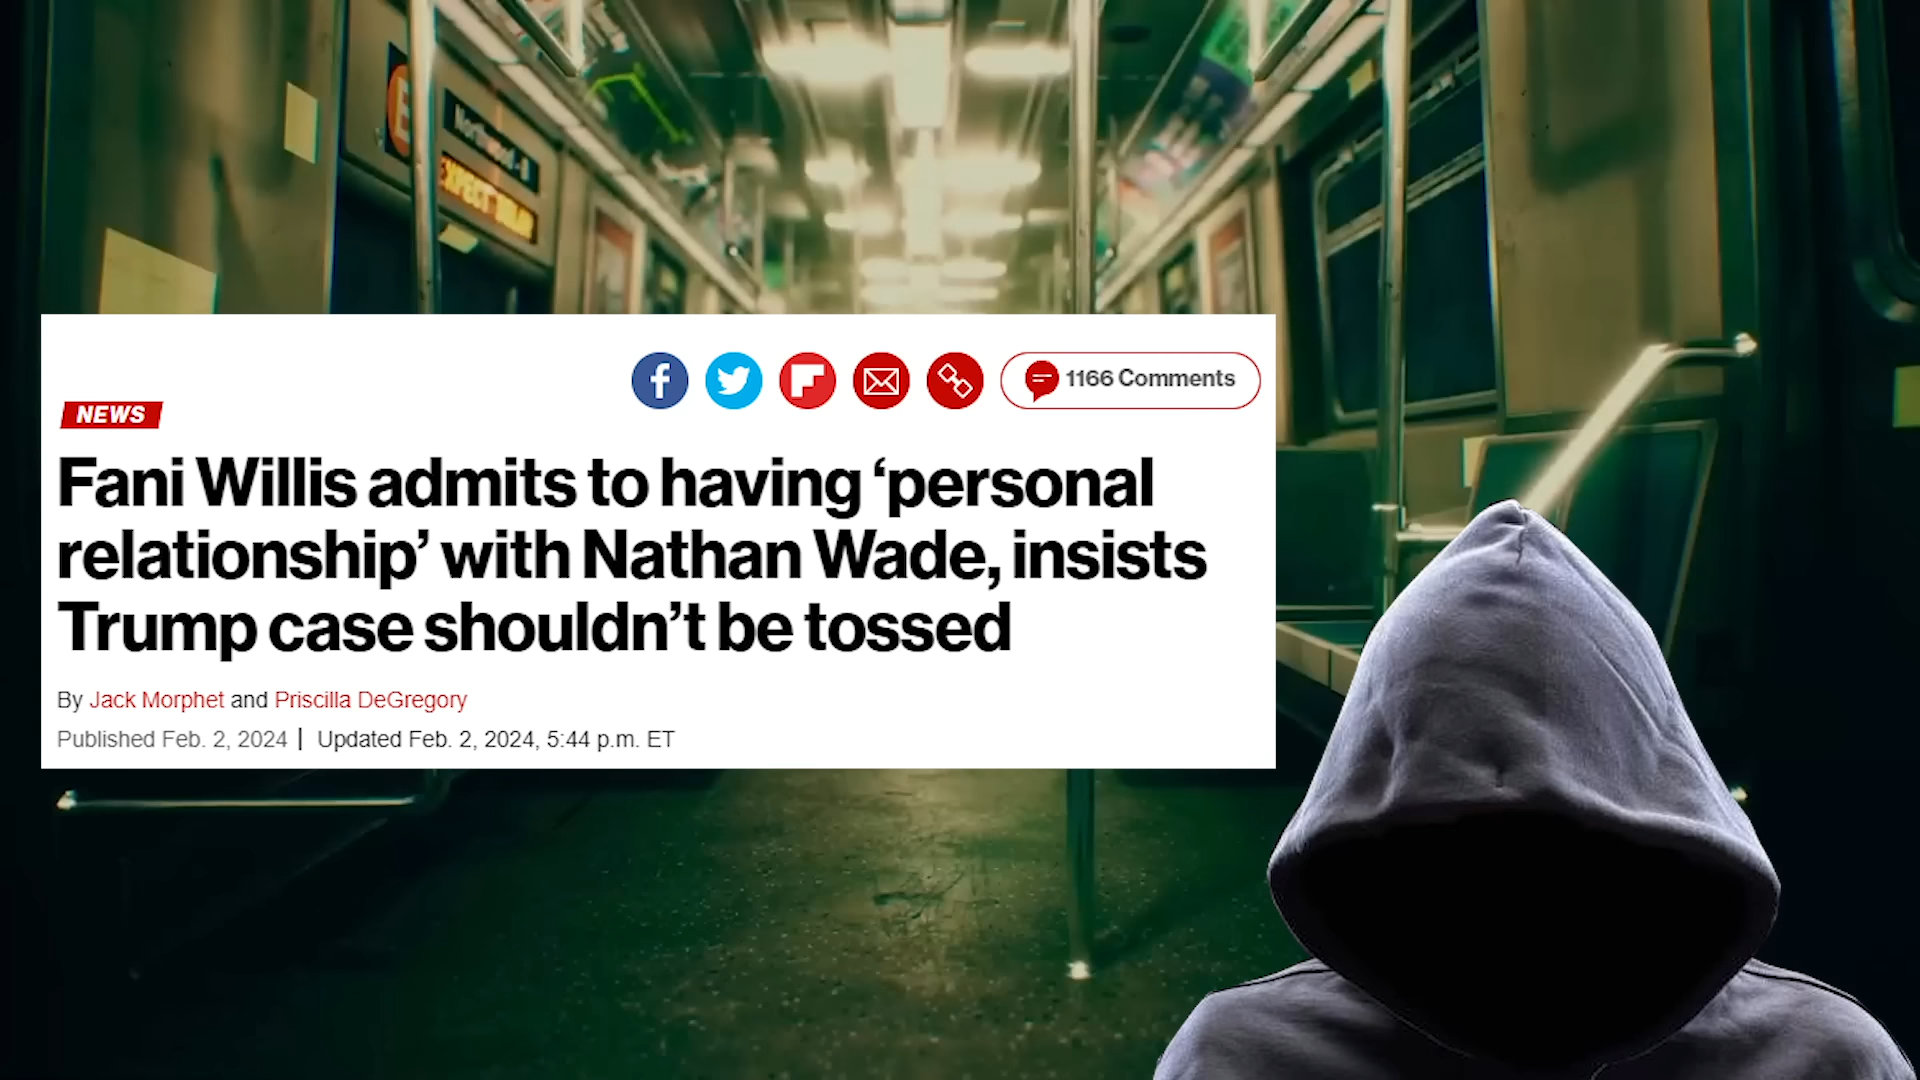 1166 Comments
NEWS
Fani Willis admits to having ‘personal
relationship’ with Nathan Wade, insists
Trump case shouldn’t be tossed
By Jack Morphet and Priscilla DeGregory
Published Feb. 2, 2024 | Updated Feb. 2, 2024, 5:44 p.m. ET